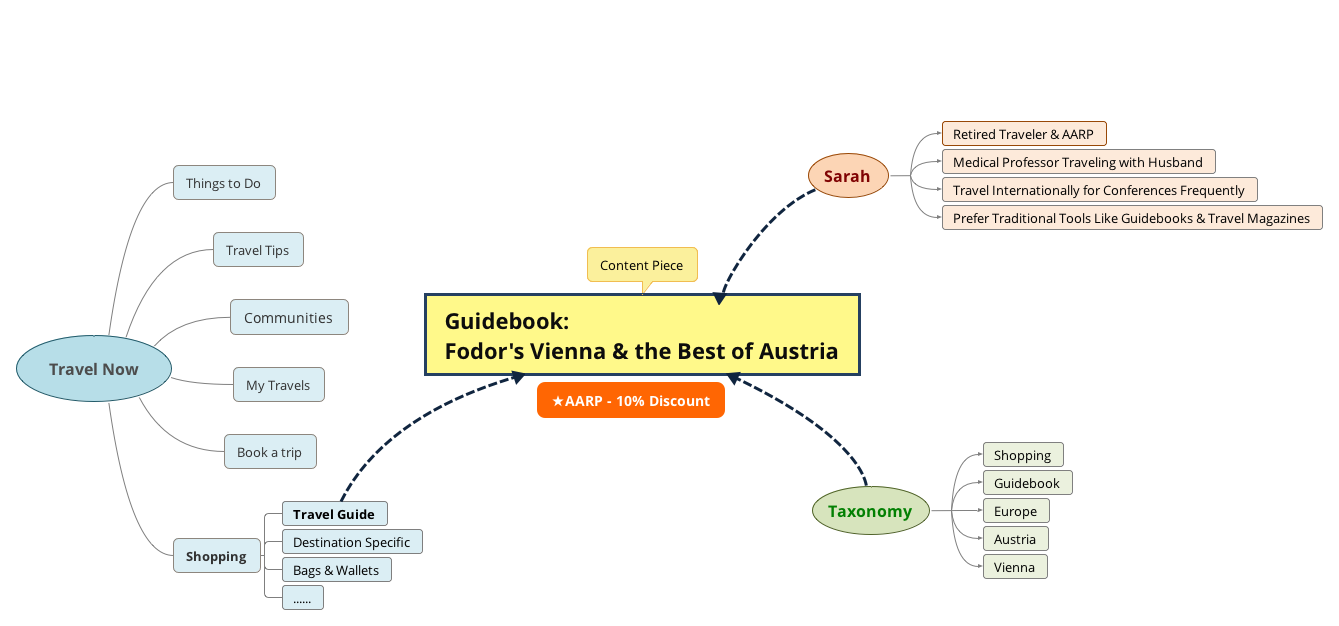 Things to Do
Travel Tips
Communities
Travel Now
My Travels
Book a trip
Shopping
Travel Guide
Destination Specific
Bags & Wallets
......
Content Piece
Guidebook:
Fodor's Vienna & the Best of Austria
★AARP - 10% Discount
Sarah
Retired Traveler & AARP
Medical Professor Traveling with Husband
Travel Internationally for Conferences Frequently
Prefer Traditional Tools Like Guidebooks & Travel Magazines
Taxonomy
Shopping
Guidebook
Europe
Austria
Vienna